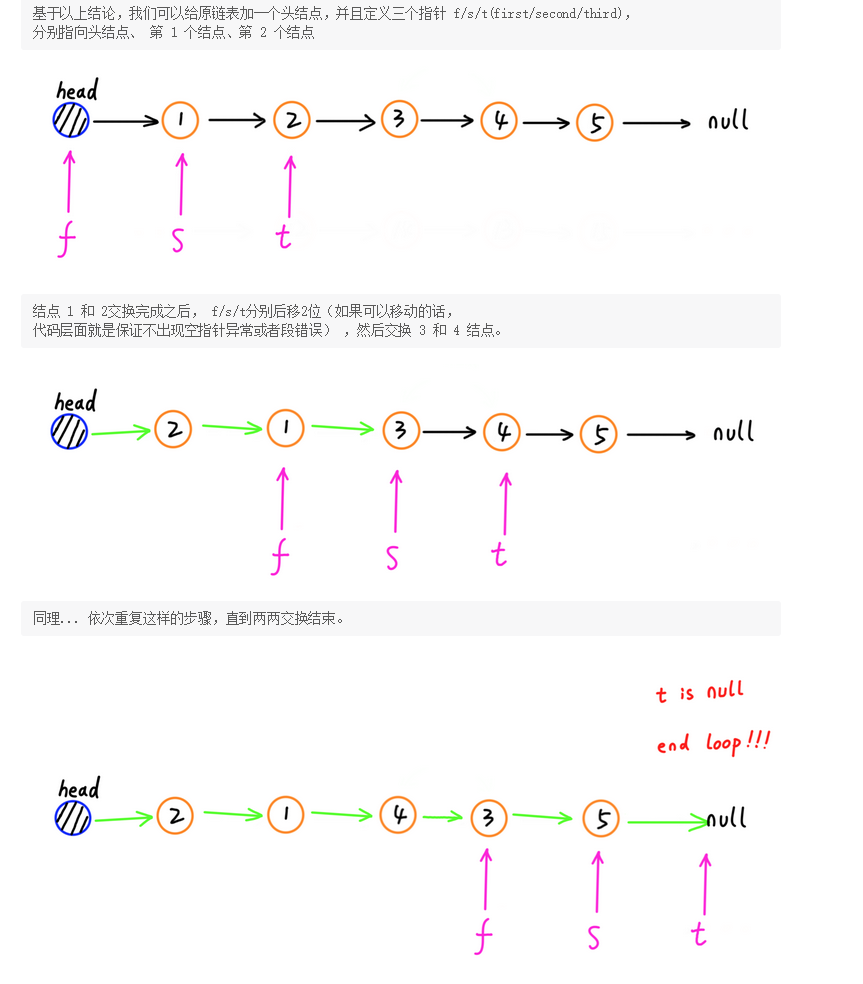 基于以上结论，我们可以给原链表加一个头结点，并且定义三个指针 f/s/t(first/second/third)，
分别指向头结点、 第 1 个结点、第 2 个结点
head
1 2 3 4 5 null
f s t
结点 1 和 2交换完成之后， f/s/t分别后移2位（如果可以移动的话，
代码层面就是保证不出现空指针异常或者段错误） ，然后交换 3 和 4 结点。
head
2 1 3 4 5 null
f s t
同理... 依次重复这样的步骤，直到两两交换结束。
t is null
end loop!!!
head
2 1 4 3 5 null
f s t